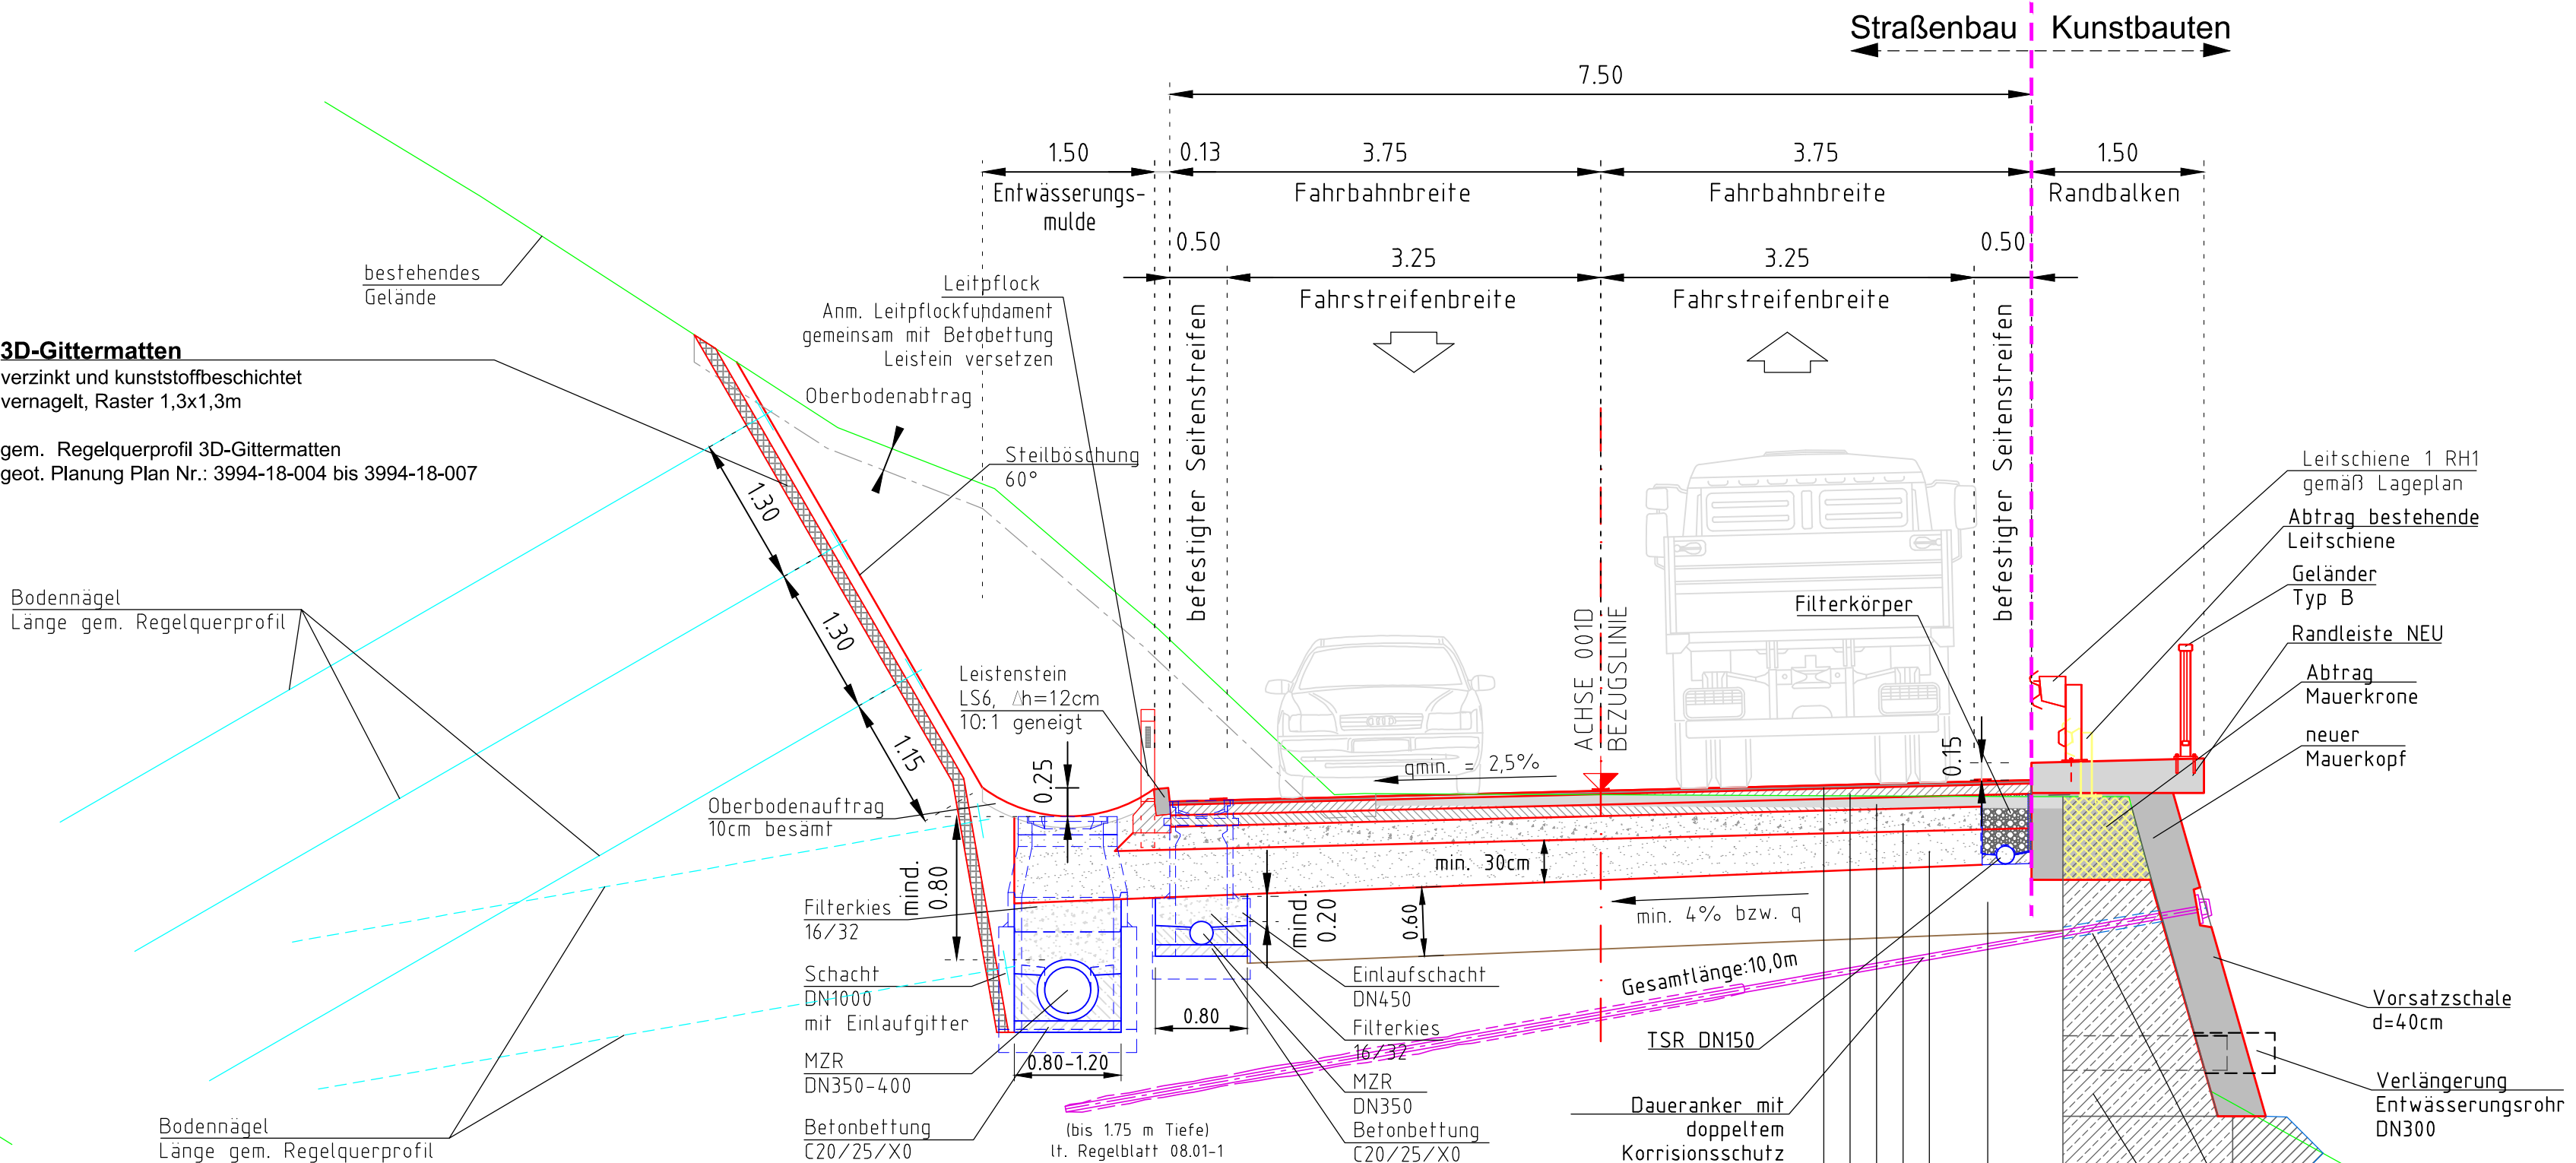 Straßenbau
Kunstbauten
7.50
1.50
0.13
3.75
3.75
1.50
Entwässerungs-
mulde
Fahrbahnbreite
Fahrbahnbreite
Randbalken
0.50
3.25
3.25
0.50
Fahrstreifenbreite
Fahrstreifenbreite
befestigter Seitenstreifen
befestigter Seitenstreifen
bestehendes
Gelände
Leitpflock
Anm. Leitpflockfundament
gemeinsam mit Betobettung
Leistein versetzen
3D-Gittermatten
verzinkt und kunststoffbeschichtet
vernagelt, Raster 1,3x1,3m
gem. Regelquerprofil 3D-Gittermatten
geot. Planung Plan Nr.: 3994-18-004 bis 3994-18-007
Oberbodenabtrag
Steilböschung
60°
1.30
1.30
1.15
Bodennägel
Länge gem. Regelquerprofil
Leistenstein
LS6, Δh=12cm
10:1 geneigt
0.25
Oberbodenauftrag
10cm besämt
mind.
0.80
Filterkies
16/32
Schacht
DN1000
mit Einlaufgitter
MZR
DN350-400
Betonbettung
C20/25/X0
0.80-1.20
Bodennägel
Länge gem. Regelquerprofil
(bis 1.75 m Tiefe)
lt. Regelblatt 08.01-1
0.80
mind.
0.20
0.60
min. 30cm
qmin. = 2,5%
min. 4% bzw. q
ACHSE 001D
BEZUGSLINIE
Einlaufschacht
DN450
Filterkies
16/32
MZR
DN350
Betonbettung
C20/25/X0
Gesamtlänge:10,0m
Filterkörper
0.15
TSR DN150
Daueranker mit
doppeltem
Korrisionsschutz
Leitschiene 1 RH1
gemäß Lageplan
Abtrag bestehende
Leitschiene
Geländer
Typ B
Randleiste NEU
Abtrag
Mauerkrone
neuer
Mauerkopf
Vorsatzschale
d=40cm
Verlängerung
Entwässerungsrohr
DN300